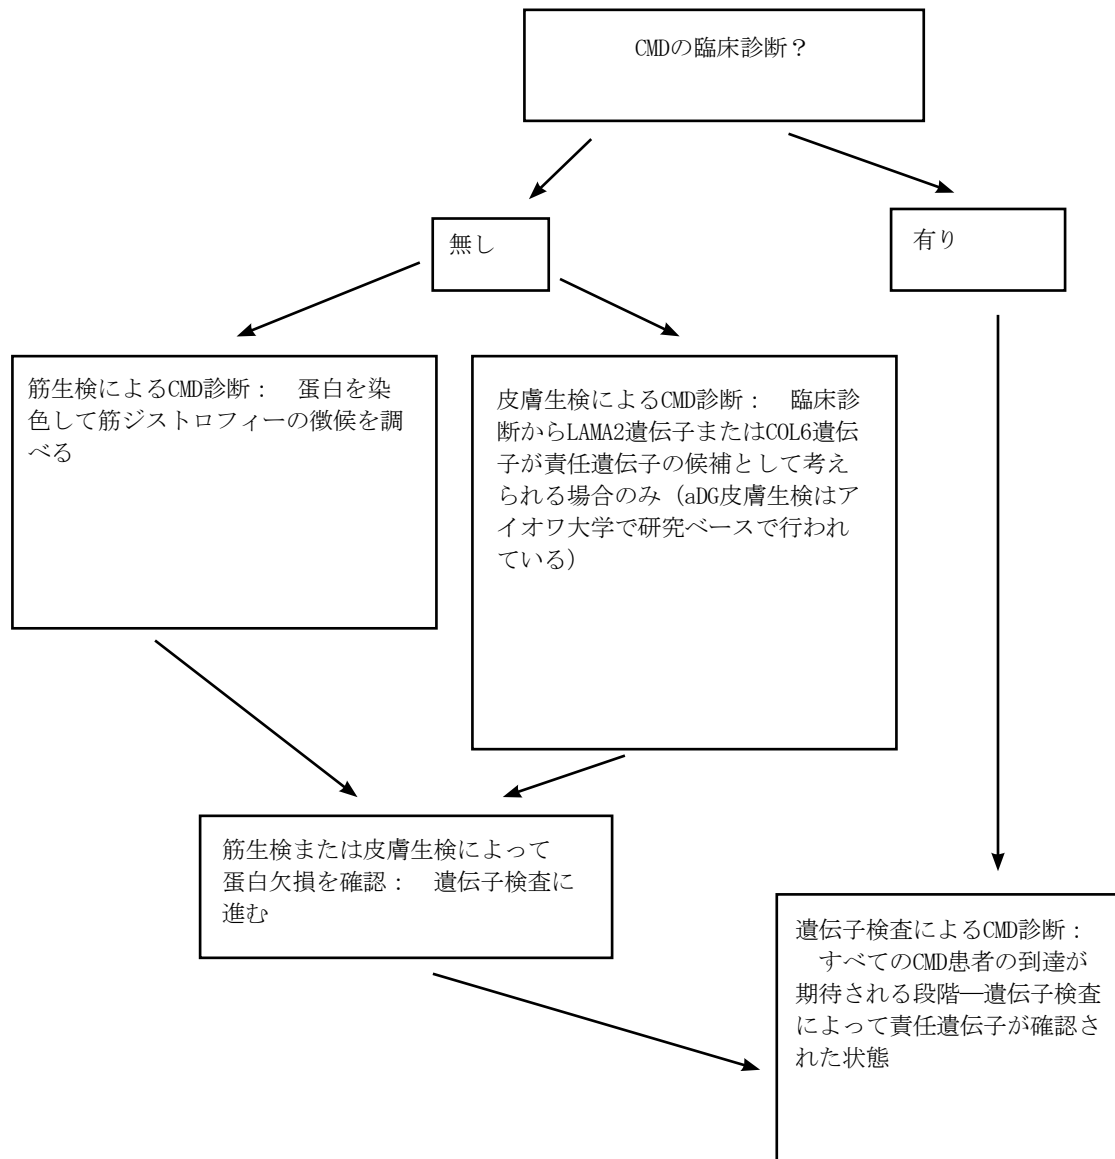 CMDの臨床診断?
無し
有り
筋生検によるCMD診断: 蛋白を染
色して筋ジストロフィーの徴候を調
べる
皮膚生検によるCMD診断: 臨床診
断からLAMA2遺伝子またはCOL6遺伝
子が責任遺伝子の候補として考え
られる場合のみ(aDG皮膚生検はア
イオワ大学で研究ベースで行われ
ている)
筋生検または皮膚生検によって
蛋白欠損を確認: 遺伝子検査に
進む
遺伝子検査によるCMD診断:
すべてのCMD患者の到達が
期待される段階―遺伝子検査
によって責任遺伝子が確認さ
れた状態